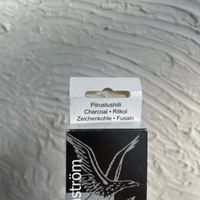 Piirustushiili
Charcoal • Ritkol
Zeichenkohle • Fusain
ström